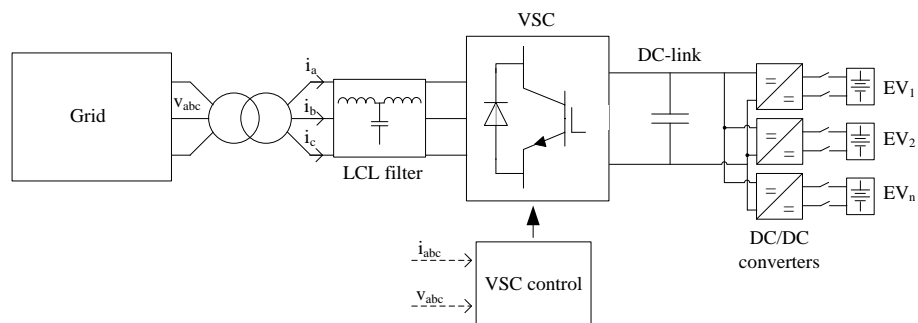 VSC
i_a
DC-link
v_abc
i_b
EV_1
Grid
i_c
EV_2
LCL filter
EV_n
DC/DC
converters
i_abc
VSC control
v_abc